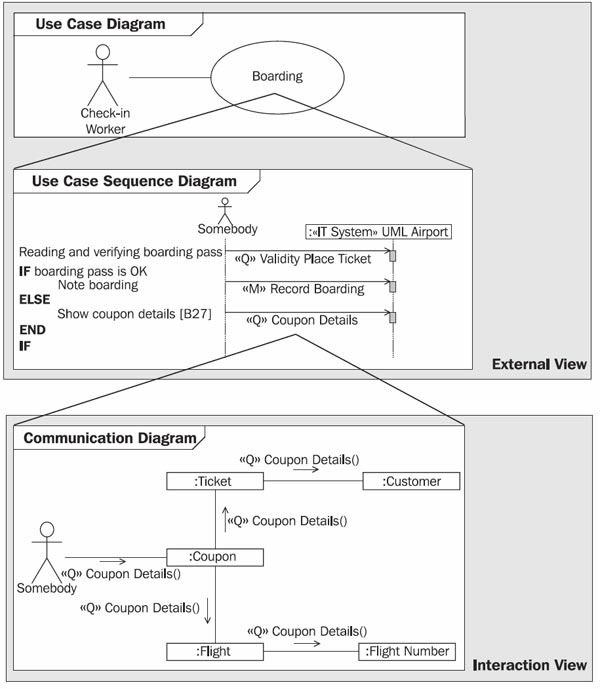 Use Case Diagram
Boarding
Check-in
Worker
Use Case Sequence Diagram
Somebody
:«IT System» UML Airport
Reading and verifying boarding pass
«Q» Validity Place Ticket
IF boarding pass is OK
Note boarding
«M» Record Boarding
ELSE
Show coupon details [B27]
«Q» Coupon Details
END
IF
External View
Communication Diagram
«Q» Coupon Details()
:Ticket
:Customer
«Q» Coupon Details()
:Coupon
«Q» Coupon Details()
Somebody
«Q» Coupon Details()
«Q» Coupon Details()
:Flight
:Flight Number
Interaction View